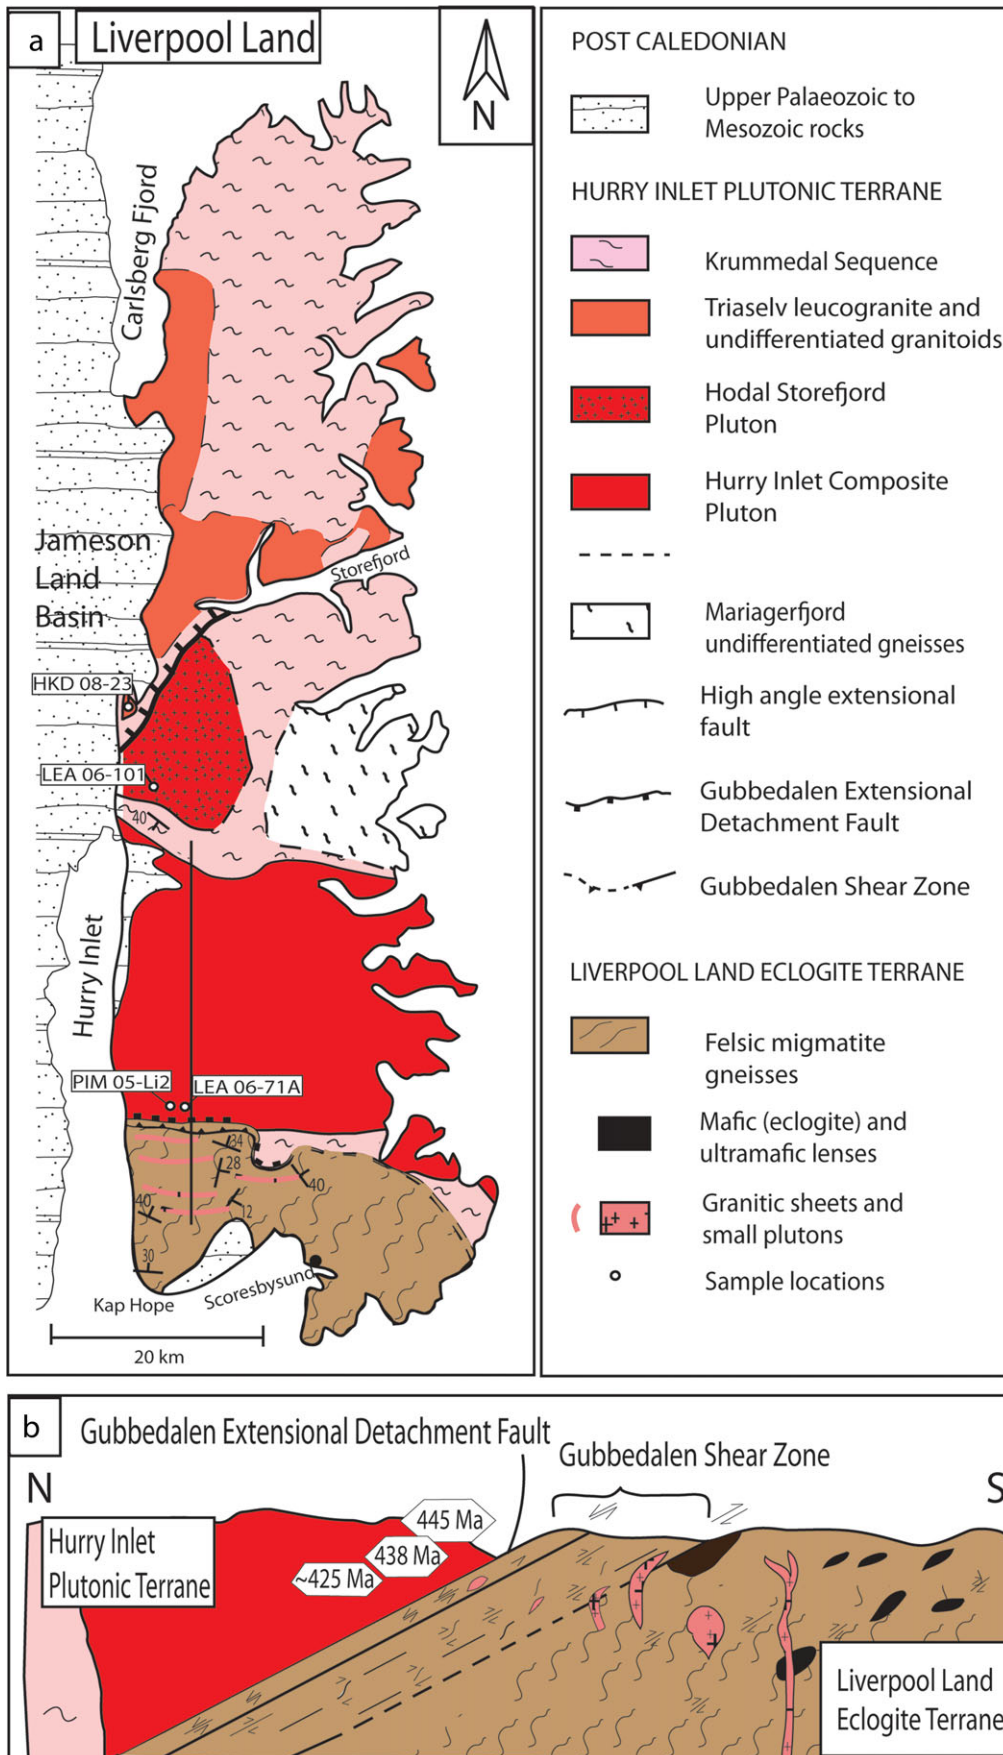 a
Liverpool Land
N
Carlsberg Fjord
Jameson
Land
Basin
Storefjord
HKD 08-23
LEA 06-101
40
Hurry Inlet
PIM 05-Li2
LEA 06-71A
34
28
40
40
12
30
Kap Hope
Scoresbysund
20 km
POST CALEDONIAN
Upper Palaeozoic to
Mesozoic rocks
HURRY INLET PLUTONIC TERRANE
Krummedal Sequence
Triaselv leucogranite and
undifferentiated granitoids
Hodal Storefjord
Pluton
Hurry Inlet Composite
Pluton
Mariagerfjord
undifferentiated gneisses
High angle extensional
fault
Gubbedalen Extensional
Detachment Fault
Gubbedalen Shear Zone
LIVERPOOL LAND ECLOGITE TERRANE
Felsic migmatite
gneisses
Mafic (eclogite) and
ultramafic lenses
Granitic sheets and
small plutons
Sample locations
b
Gubbedalen Extensional Detachment Fault
Gubbedalen Shear Zone
N
S
Hurry Inlet
Plutonic Terrane
445 Ma
438 Ma
~425 Ma
Liverpool Land
Eclogite Terrane